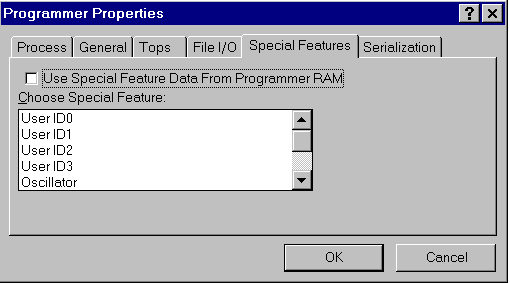 Programmer Properties
Process General Tops File I/O Special Features Serialization
Use Special Feature Data From Programmer RAM
Choose Special Feature:
User ID0
User ID1
User ID2
User ID3
Oscillator
OK Cancel